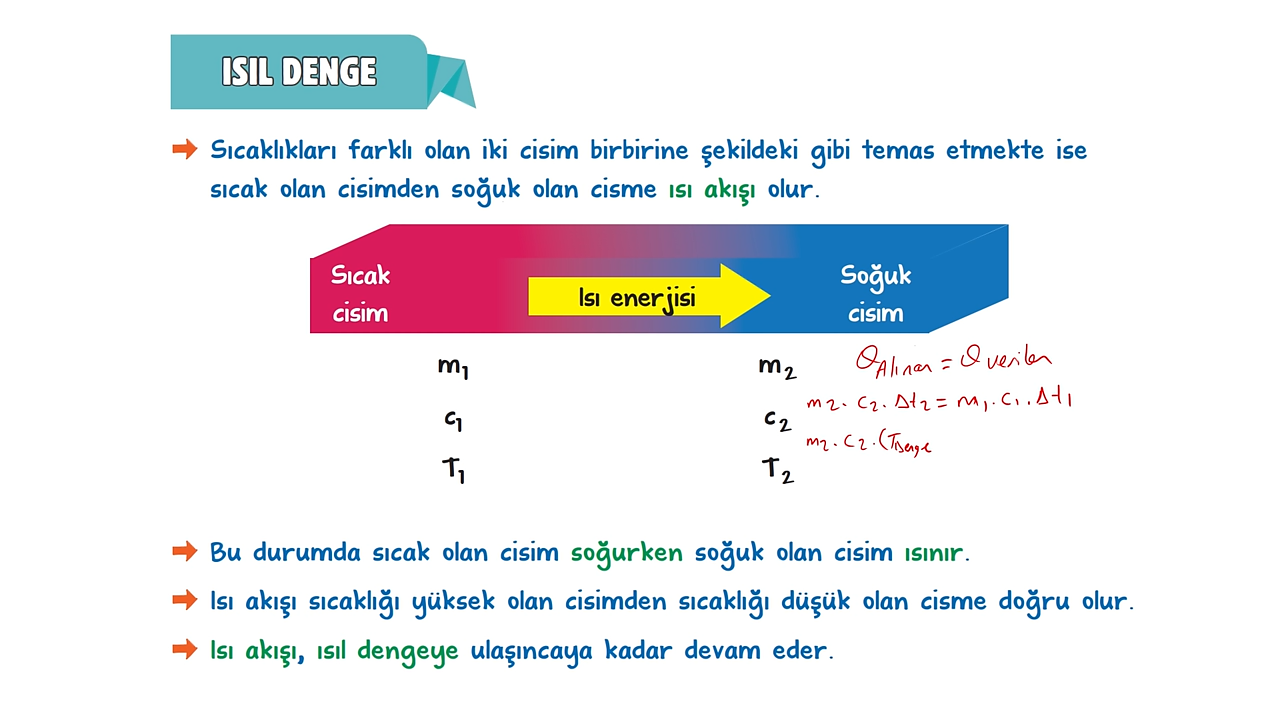 ISIL DENGE
Sıcaklıkları farklı olan iki cisim birbirine şekildeki gibi temas etmekte ise
sıcak olan cisimden soğuk olan cisme ısı akışı olur.
Sıcak
cisim
Isı enerjisi
Soğuk
cisim
m₁
m₂
Q Alınan = Q verilen
c₁
c₂
m₂. c₂. Δt₂ = m₁. c₁. Δt₁
m₂. c₂. (TDenge
T₁
T₂
Bu durumda sıcak olan cisim soğurken soğuk olan cisim ısınır.
Isı akışı sıcaklığı yüksek olan cisimden sıcaklığı düşük olan cisme doğru olur.
Isı akışı, ısıl dengeye ulaşıncaya kadar devam eder.